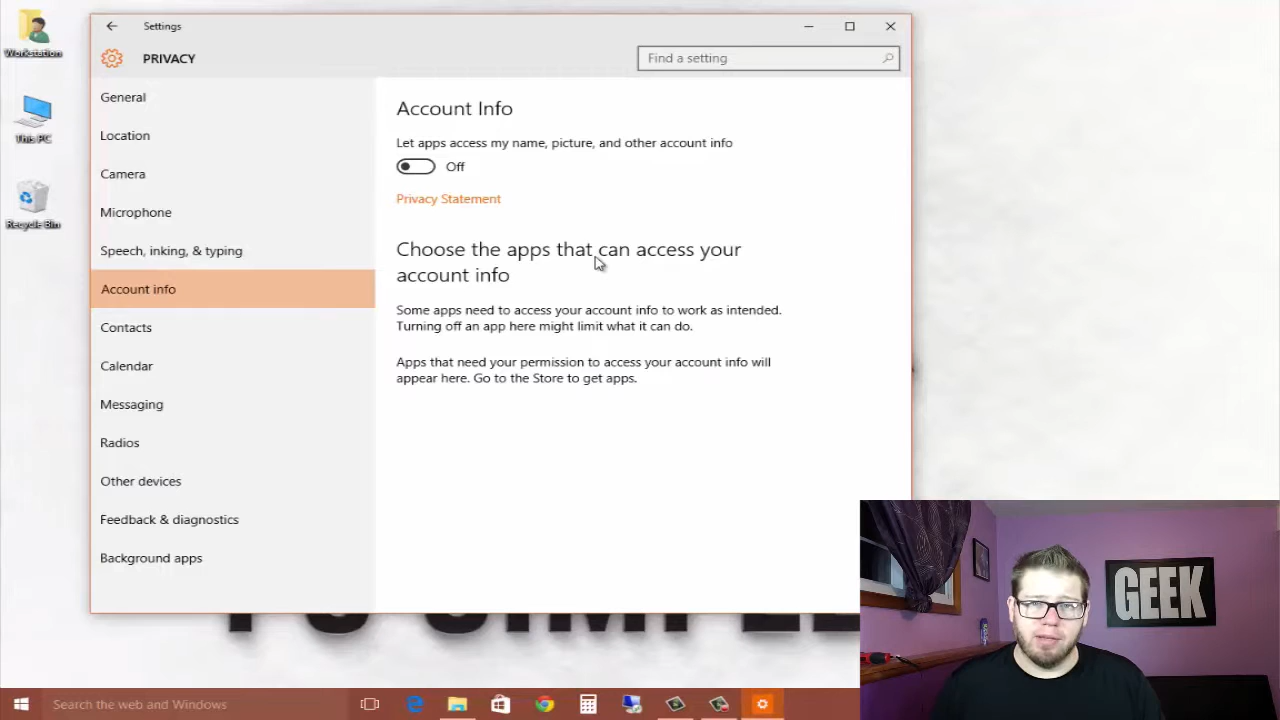 Settings
PRIVACY
Find a setting
Workstation
This PC
Recycle Bin
General
Location
Camera
Microphone
Speech, inking, & typing
Account info
Contacts
Calendar
Messaging
Radios
Other devices
Feedback & diagnostics
Background apps
Account Info
Let apps access my name, picture, and other account info
Off
Privacy Statement
Choose the apps that can access your
account info
Some apps need to access your account info to work as intended.
Turning off an app here might limit what it can do.
Apps that need your permission to access your account info will
appear here. Go to the Store to get apps.
GEEK
Search the web and Windows